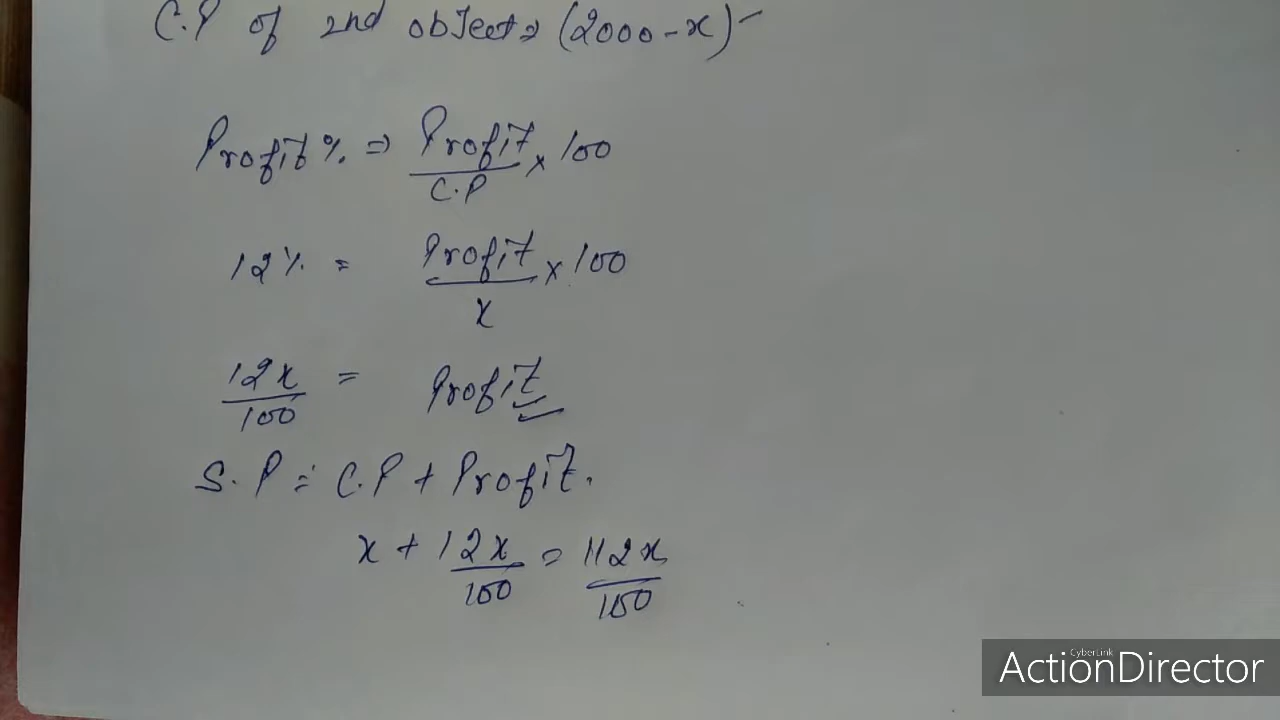 C.P of 2nd object⇒ (2000-x)-
Profit% ⇒ Profit/C.P × 100
12% = Profit/x × 100
12x/100 = Profit
S.P = C.P + Profit.
x + 12x/100 = 112x/100
CyberLink
ActionDirector